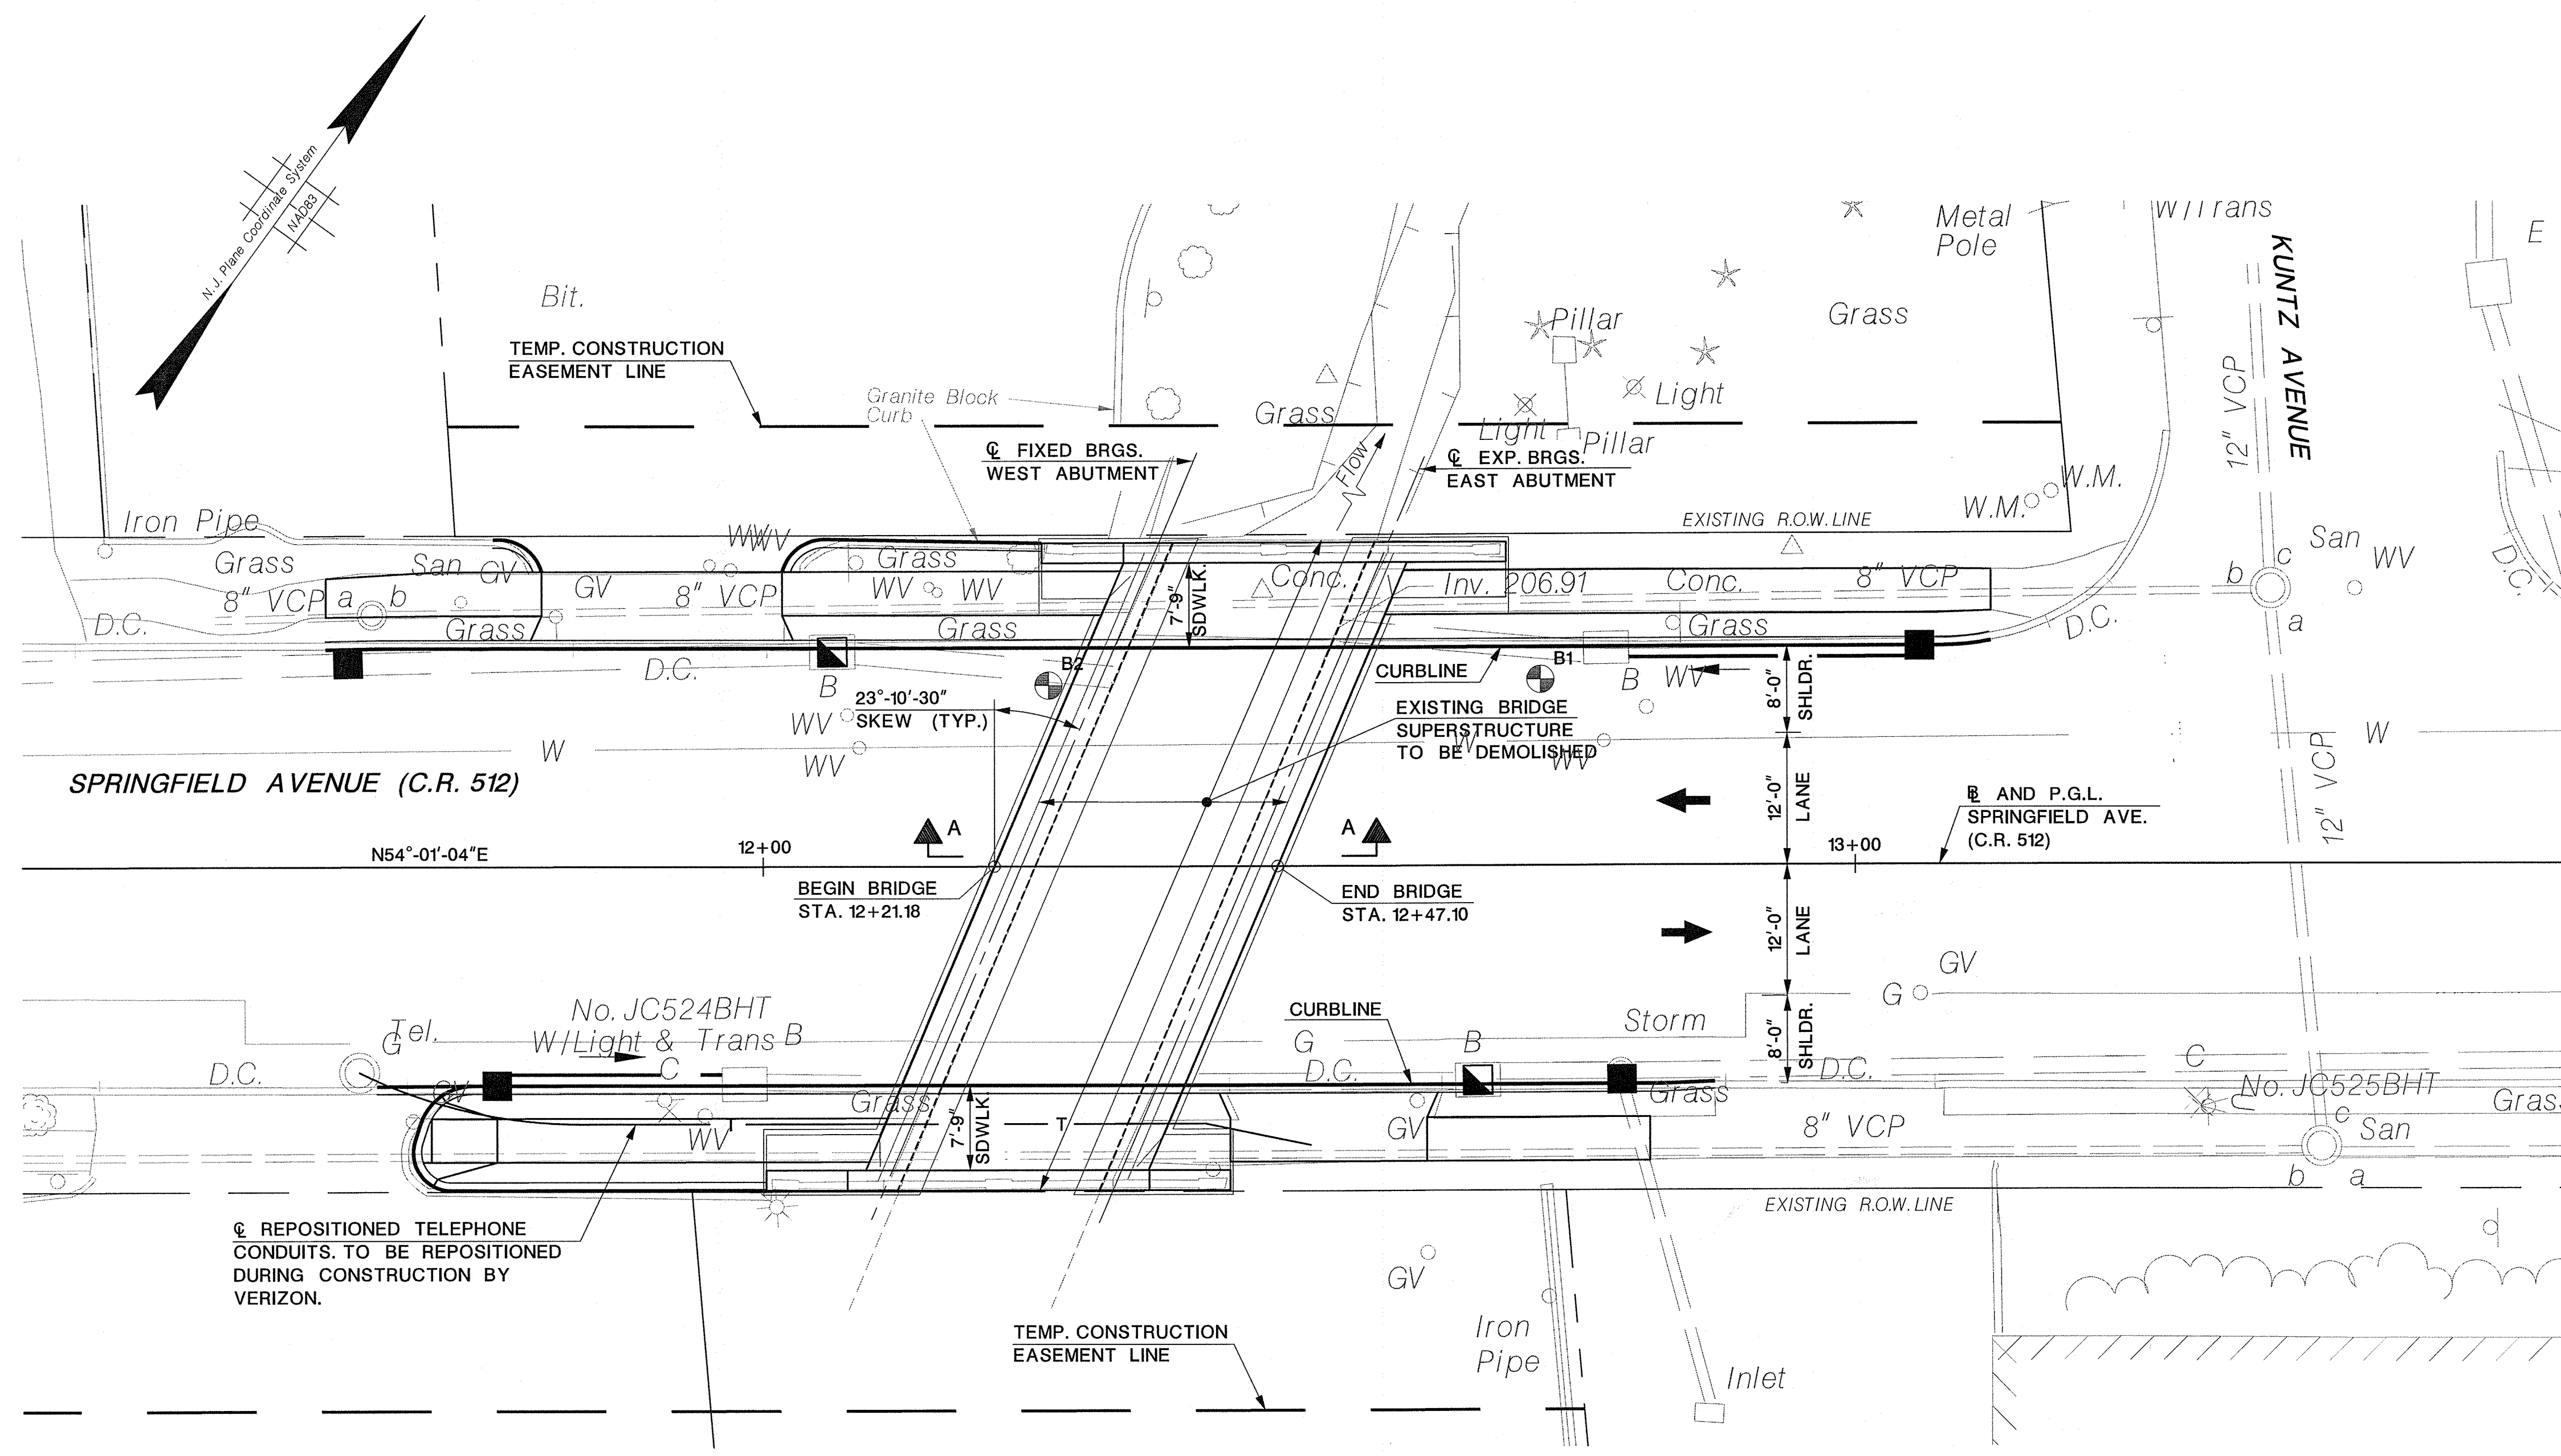 N.J. Plane Coordinate System
NAD83
Bit.
TEMP. CONSTRUCTION
EASEMENT LINE
Granite Block
Curb
Grass
Pillar
Light
Light
Pillar
Metal
Pole
Grass
W/Trans
KUNTZ AVENUE
E
12" VCP
℄ FIXED BRGS.
WEST ABUTMENT
FLOW
℄ EXP. BRGS.
EAST ABUTMENT
W.M.
W.M.
EXISTING R.O.W. LINE
Iron Pipe
Grass
San
GV
GV
WV
WV
Grass
WV
WV
8" VCP
a
b
8" VCP
D.C.
Grass
Grass
7'-9"
SDWLK.
Conc.
Inv. 206.91
Conc.
8" VCP
Grass
D.C.
b
c
a
San
WV
D.C.
D.C.
B
B2
B1
B
WV
CURBLINE
23°-10'-30"
SKEW (TYP.)
WV
WV
W
EXISTING BRIDGE
SUPERSTRUCTURE
TO BE DEMOLISHED
W
WV
8'-0"
SHLDR.
W
12" VCP
SPRINGFIELD AVENUE (C.R. 512)
12'-0"
LANE
A
A
N54°-01'-04"E
12+00
13+00
℄ AND P.G.L.
SPRINGFIELD AVE.
(C.R. 512)
BEGIN BRIDGE
STA. 12+21.18
END BRIDGE
STA. 12+47.10
12'-0"
LANE
GV
G
No. JC524BHT
W/Light & Trans
B
Tel.
G
D.C.
C
GV
CURBLINE
G
D.C.
B
Storm
8'-0"
SHLDR.
D.C.
C
No. JC525BHT
C
Grass
Grass
Grass
WV
T
T
7'-9"
SDWLK.
GV
8" VCP
c
San
b
a
EXISTING R.O.W. LINE
℄ REPOSITIONED TELEPHONE
CONDUITS. TO BE REPOSITIONED
DURING CONSTRUCTION BY
VERIZON.
GV
TEMP. CONSTRUCTION
EASEMENT LINE
Iron
Pipe
Inlet